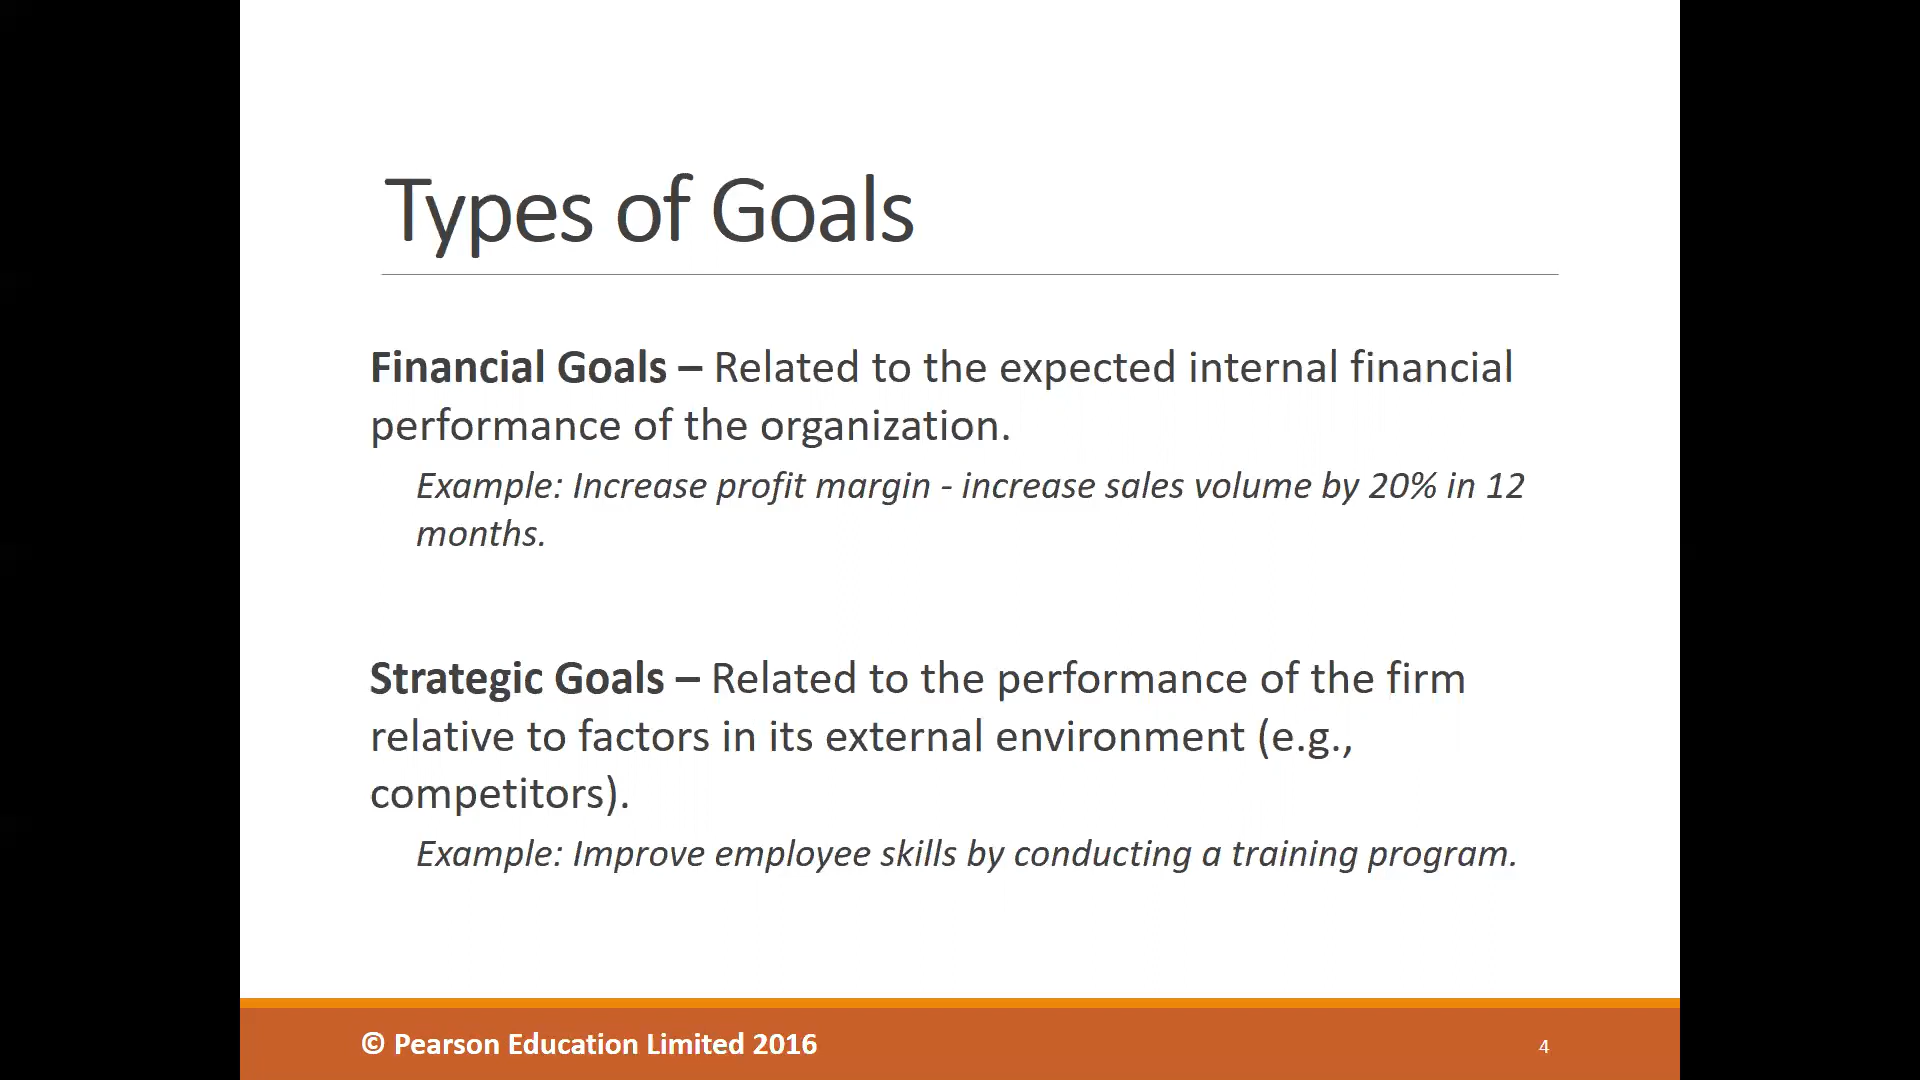 Types of Goals
Financial Goals – Related to the expected internal financial
performance of the organization.
Example: Increase profit margin - increase sales volume by 20% in 12
months.
Strategic Goals – Related to the performance of the firm
relative to factors in its external environment (e.g.,
competitors).
Example: Improve employee skills by conducting a training program.
© Pearson Education Limited 2016
4